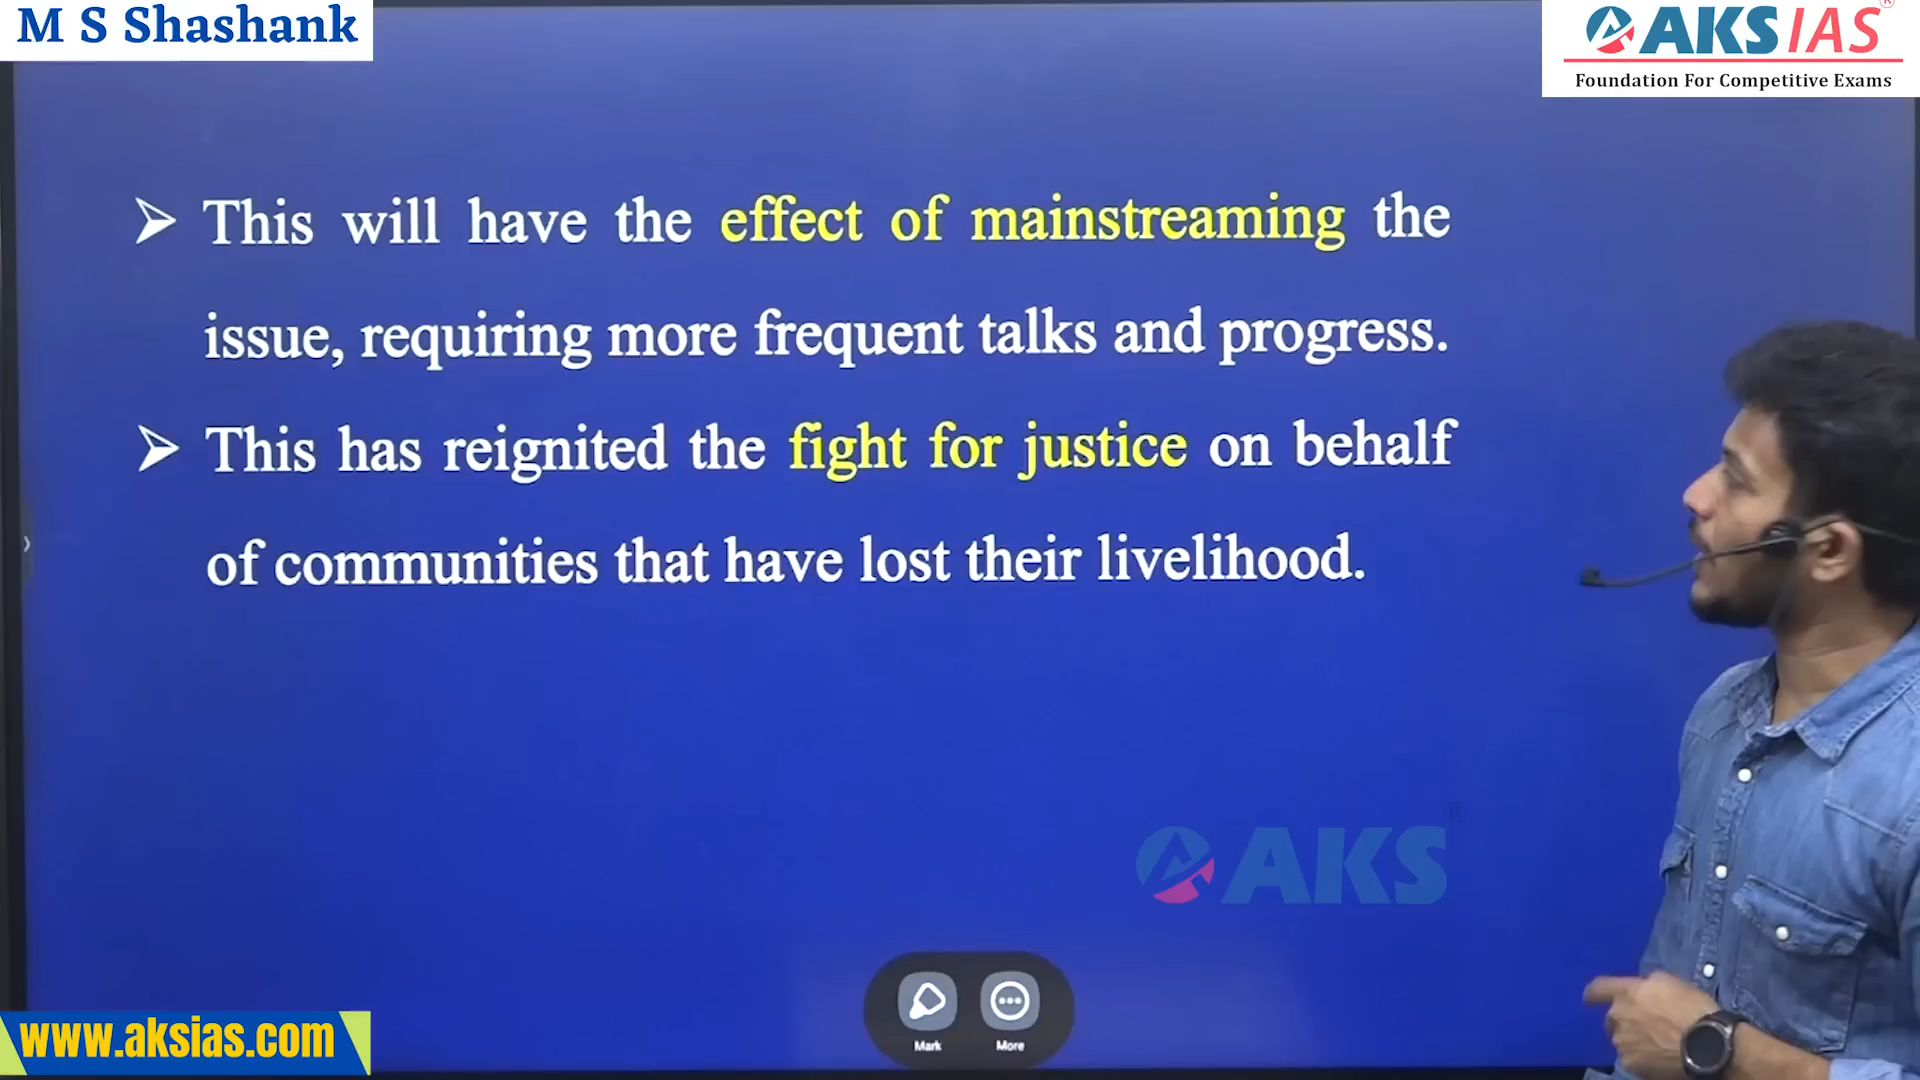 M S Shashank
AKS IAS ®
Foundation For Competitive Exams
➢ This will have the effect of mainstreaming the
issue, requiring more frequent talks and progress.
➢ This has reignited the fight for justice on behalf
of communities that have lost their livelihood.
AKS ®
Mark
More
www.aksias.com